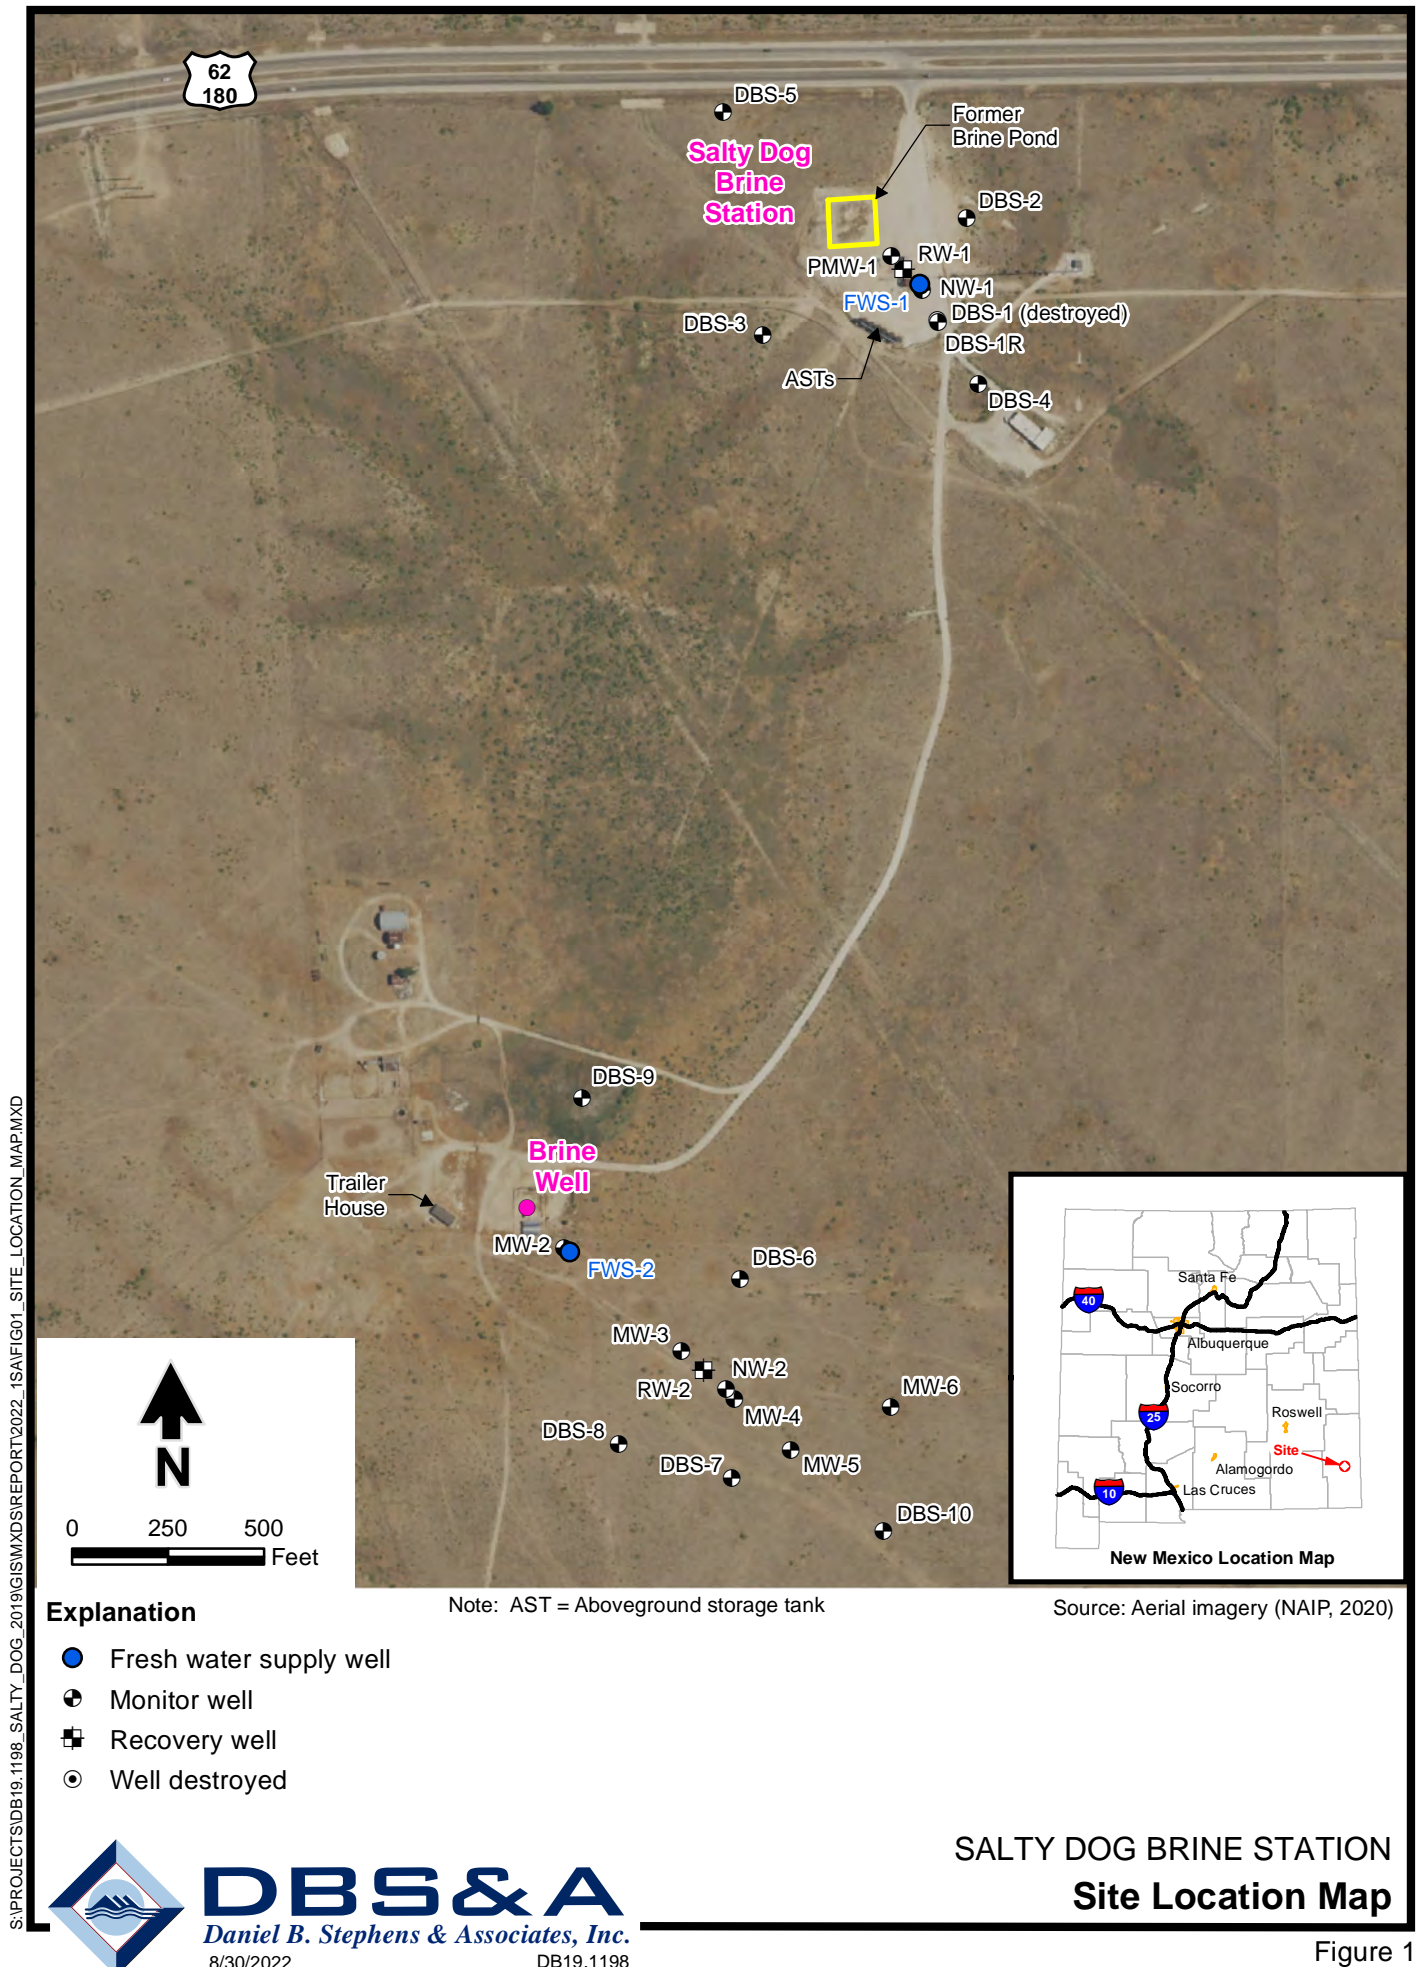 62
180
DBS-5
Former
Brine Pond
Salty Dog
Brine
Station
DBS-2
RW-1
PMW-1
NW-1
FWS-1
DBS-1 (destroyed)
DBS-3
DBS-1R
ASTs
DBS-4
DBS-9
Brine
Well
Trailer
House
MW-2
FWS-2
DBS-6
MW-3
NW-2
RW-2
MW-6
MW-4
DBS-8
MW-5
DBS-7
DBS-10
N
0 250 500
Feet
Santa Fe
40
Albuquerque
Socorro
25
Roswell
Site
Alamogordo
Las Cruces
10
New Mexico Location Map
Note: AST = Aboveground storage tank
Source: Aerial imagery (NAIP, 2020)
Explanation
Fresh water supply well
Monitor well
Recovery well
Well destroyed
S:\PROJECTS\DB19.1198_SALTY_DOG_2019\GIS\MXDS\REPORT\2022_1SA\FIG01_SITE_LOCATION_MAP.MXD
SALTY DOG BRINE STATION
Site Location Map
DBS&A
Daniel B. Stephens & Associates, Inc.
8/30/2022 DB19.1198
Figure 1